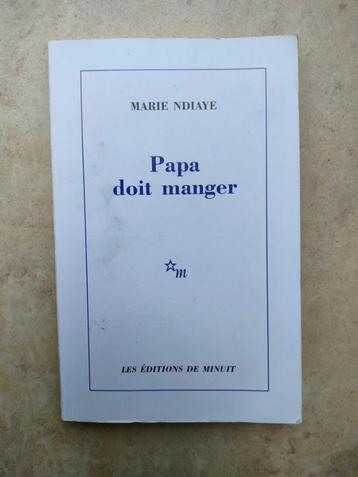 MARIE NDIAYE
Papa
doit manger
m
LES ÉDITIONS DE MINUIT